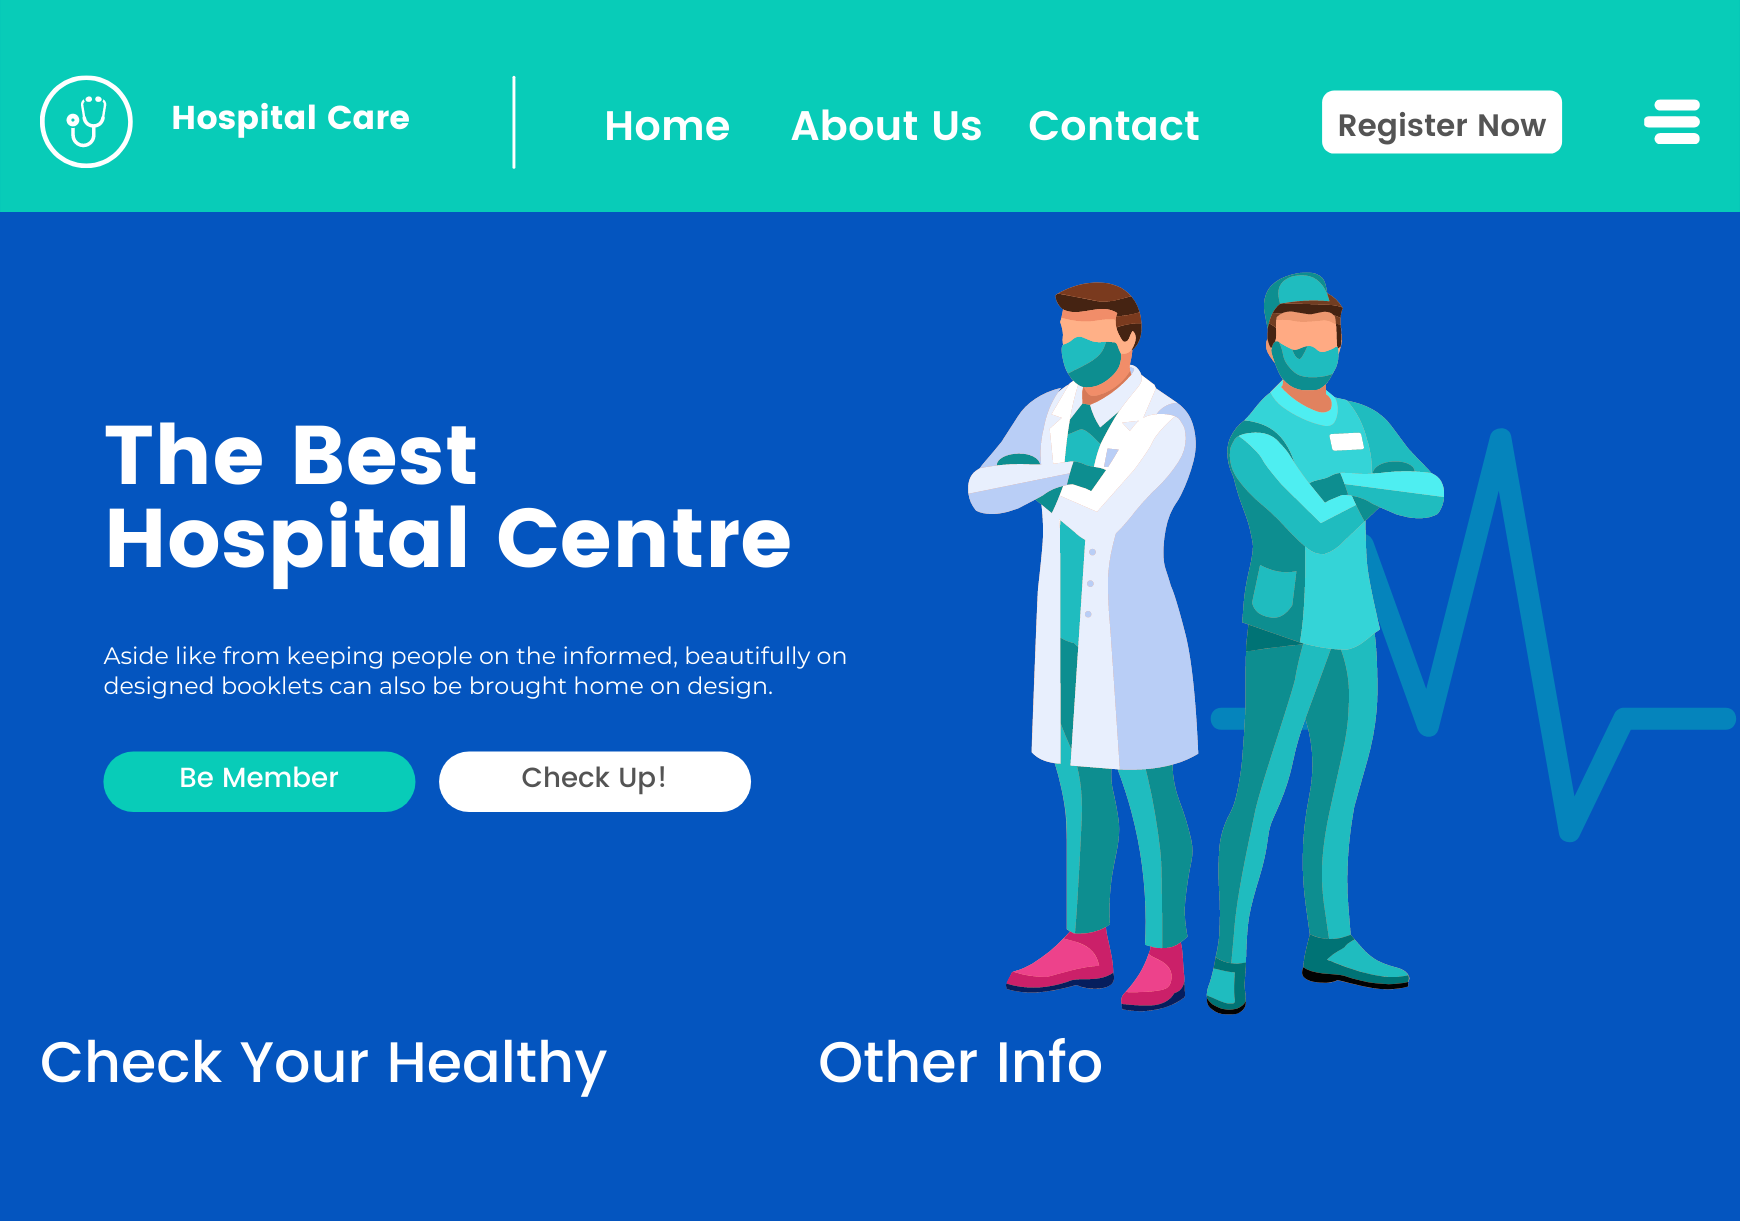 Hospital Care
Home
About Us
Contact
Register Now
The Best
Hospital Centre
Aside like from keeping people on the informed, beautifully on
designed booklets can also be brought home on design.
Be Member
Check Up!
Check Your Healthy
Other Info